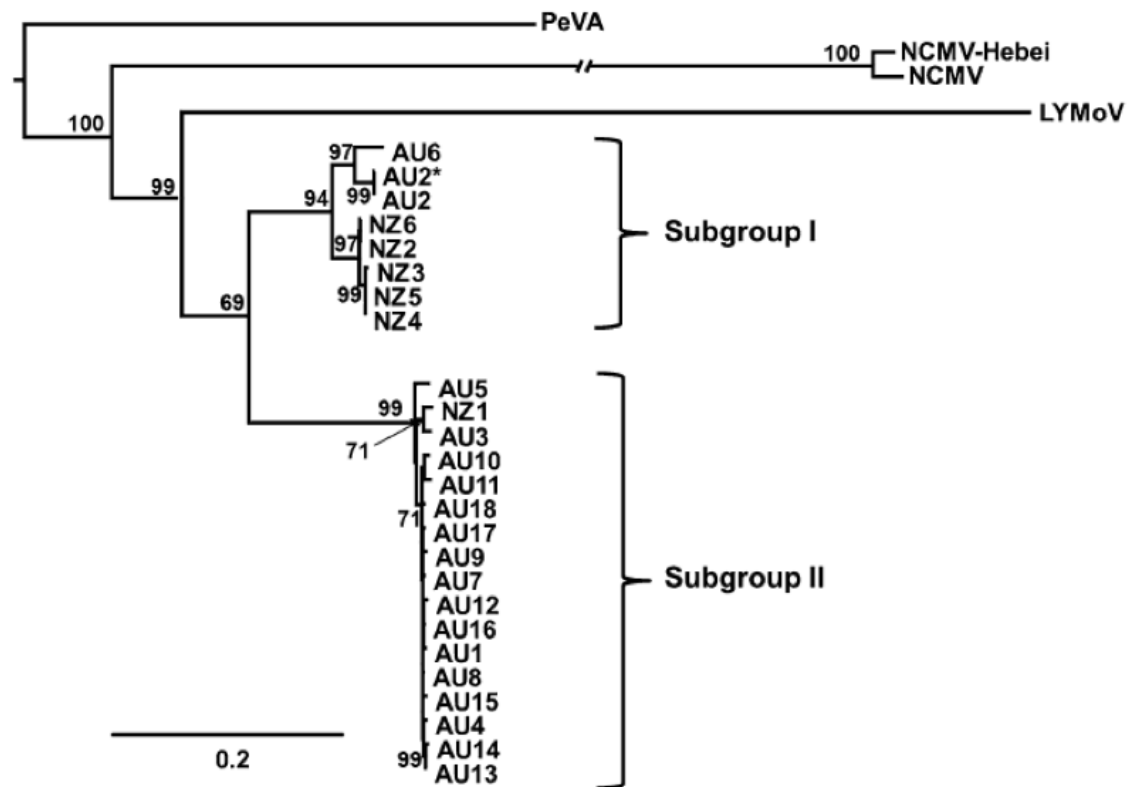 PeVA
100
NCMV-Hebei
NCMV
LYMoV
100
99
97
AU6
AU2*
99
AU2
94
NZ6
97
NZ2
NZ3
99
NZ5
NZ4
Subgroup I
69
AU5
99
NZ1
AU3
71
AU10
AU11
AU18
71
AU17
AU9
AU7
Subgroup II
AU12
AU16
AU1
AU8
AU15
AU4
AU14
99
AU13
0.2